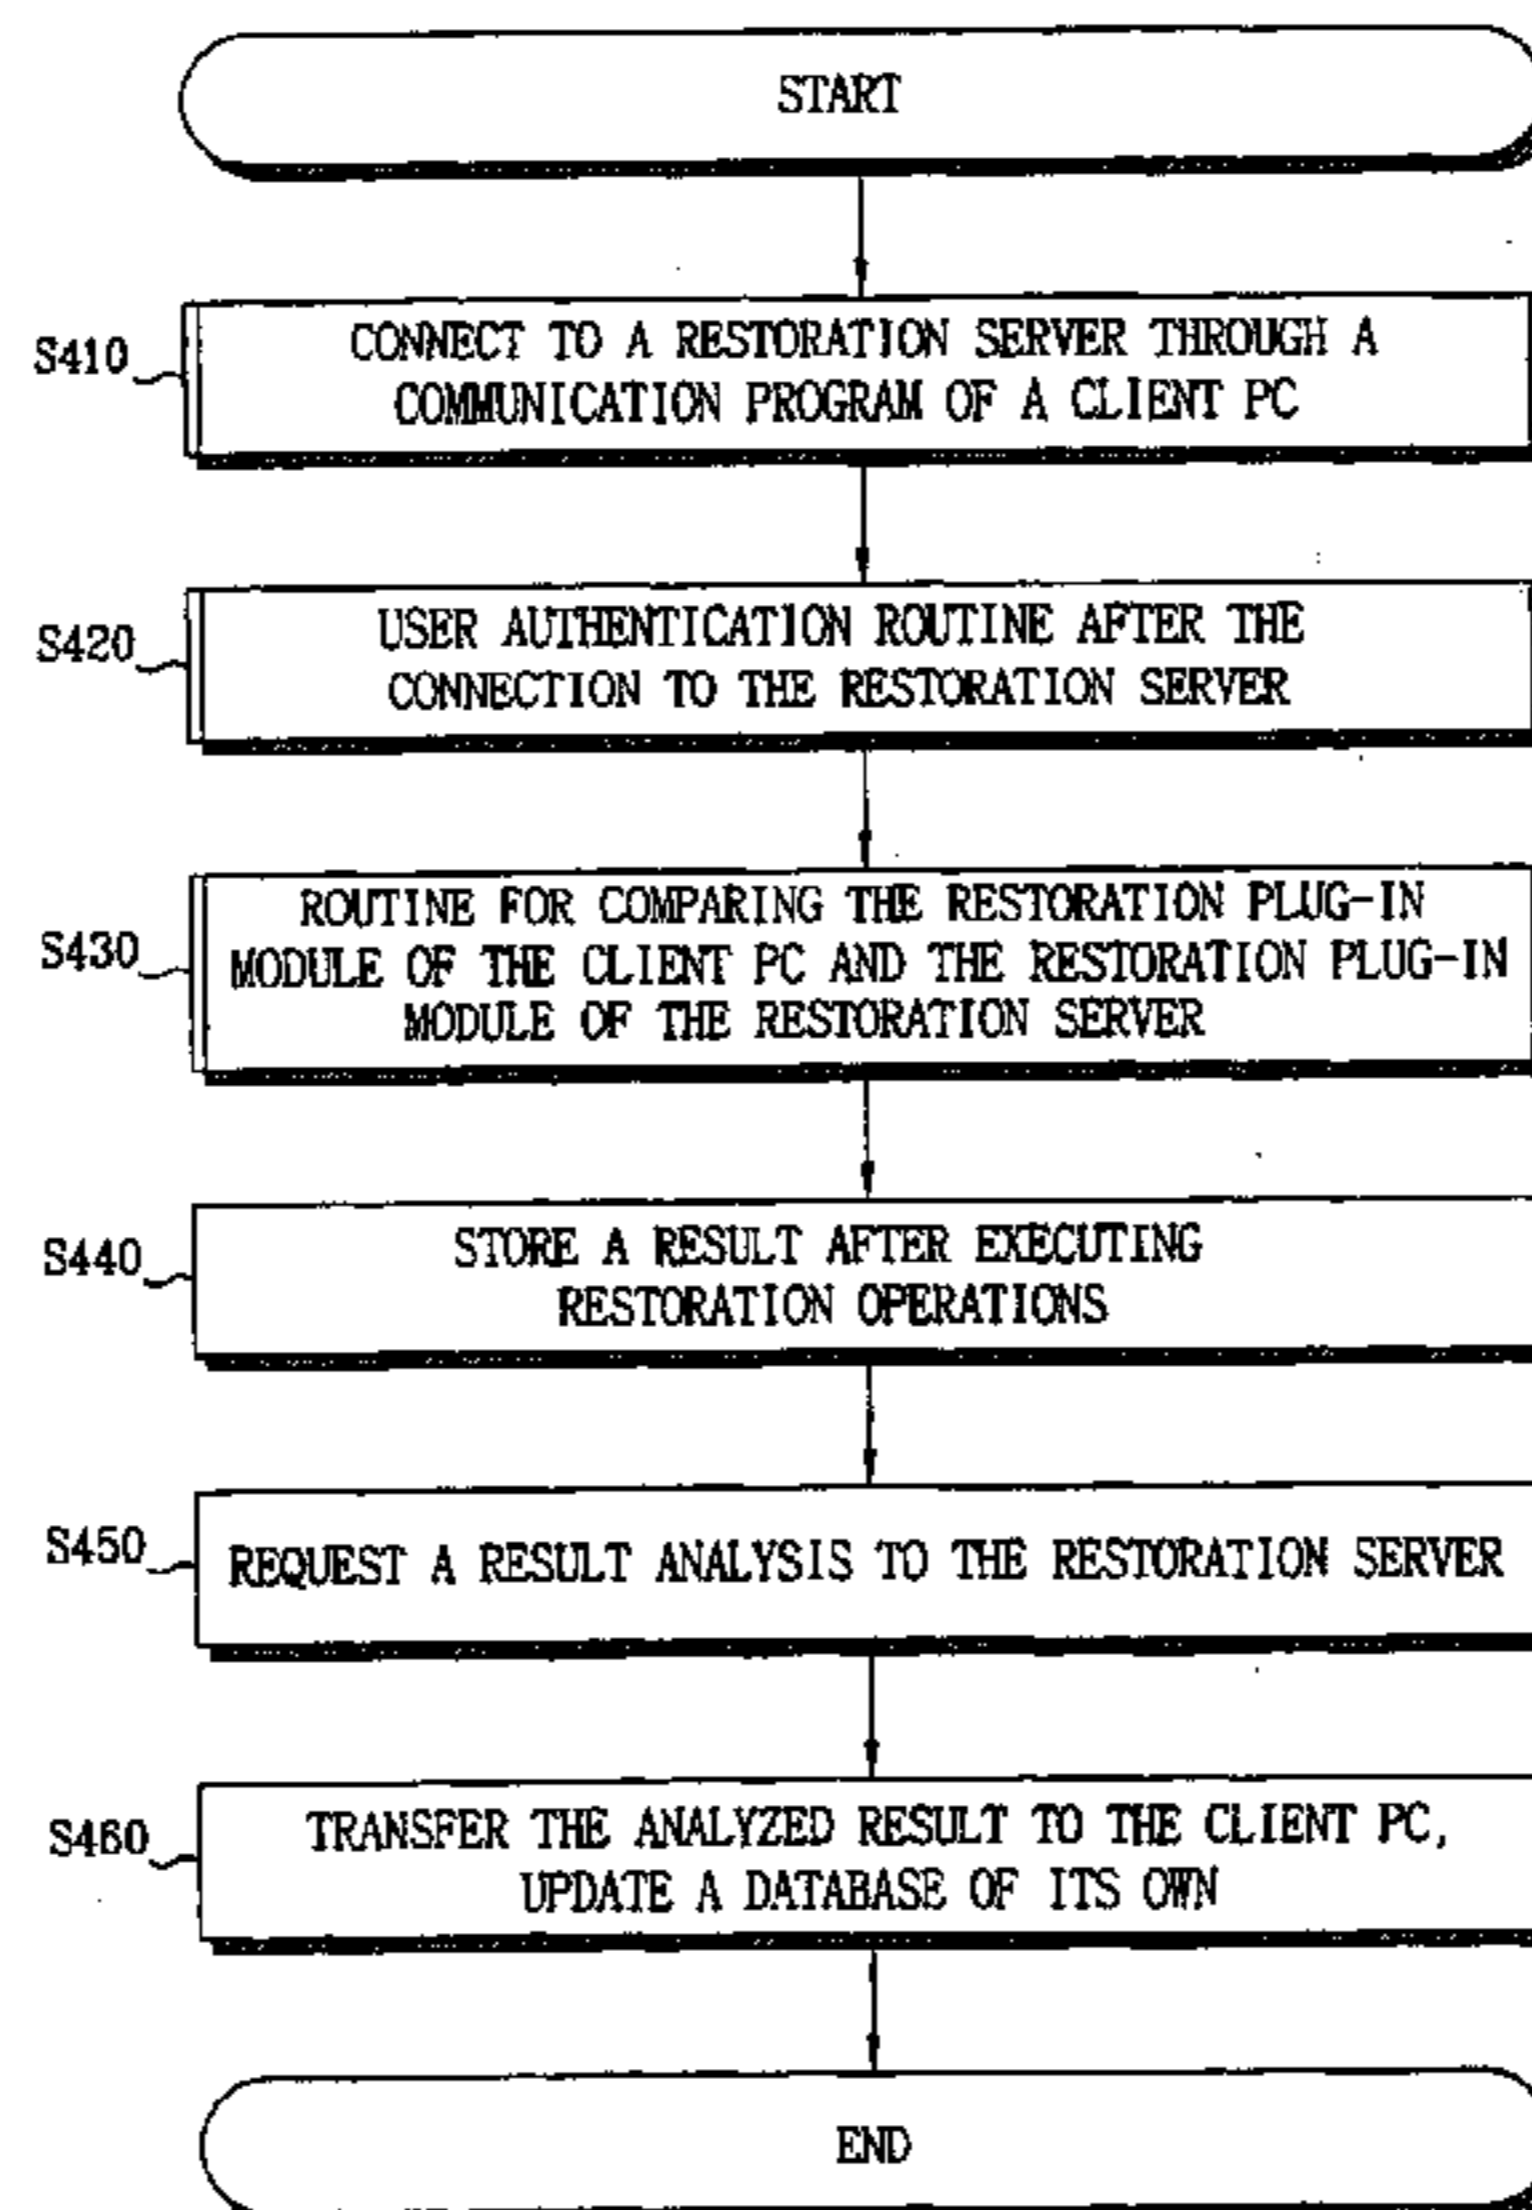 START
S410
CONNECT TO A RESTORATION SERVER THROUGH A
COMMUNICATION PROGRAM OF A CLIENT PC
S420
USER AUTHENTICATION ROUTINE AFTER THE
CONNECTION TO THE RESTORATION SERVER
S430
ROUTINE FOR COMPARING THE RESTORATION PLUG-IN
MODULE OF THE CLIENT PC AND THE RESTORATION PLUG-IN
MODULE OF THE RESTORATION SERVER
S440
STORE A RESULT AFTER EXECUTING
RESTORATION OPERATIONS
S450
REQUEST A RESULT ANALYSIS TO THE RESTORATION SERVER
S460
TRANSFER THE ANALYZED RESULT TO THE CLIENT PC,
UPDATE A DATABASE OF ITS OWN
END